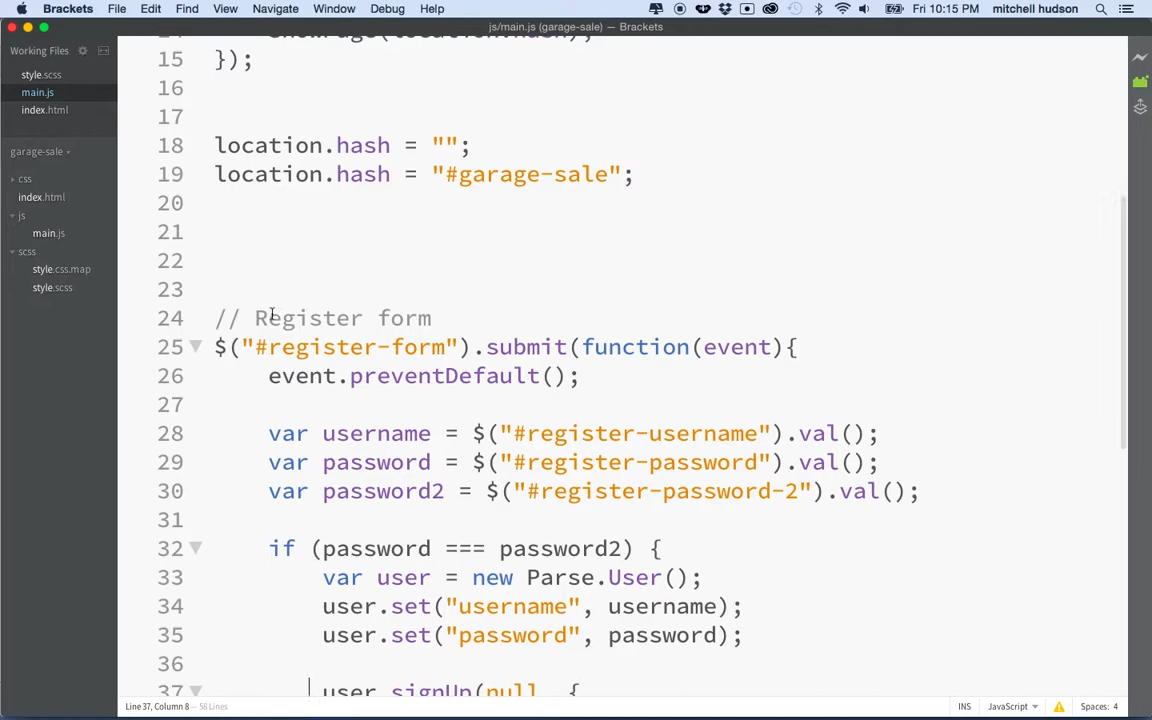 Brackets File Edit Find View Navigate Window Debug Help Fri 10:15 PM mitchell hudson
js/main.js (garage-sale) — Brackets
Working Files
style.scss
main.js
index.html
garage-sale
css
index.html
js
main.js
scss
style.css.map
style.scss
15 });
16
17
18 location.hash = "";
19 location.hash = "#garage-sale";
20
21
22
23
24 // Register form
25 $("#register-form").submit(function(event){
26 event.preventDefault();
27
28 var username = $("#register-username").val();
29 var password = $("#register-password").val();
30 var password2 = $("#register-password-2").val();
31
32 if (password === password2) {
33 var user = new Parse.User();
34 user.set("username", username);
35 user.set("password", password);
36
37 user.signUp(null, {
Line 37, Column 8 — 58 Lines INS JavaScript Spaces: 4